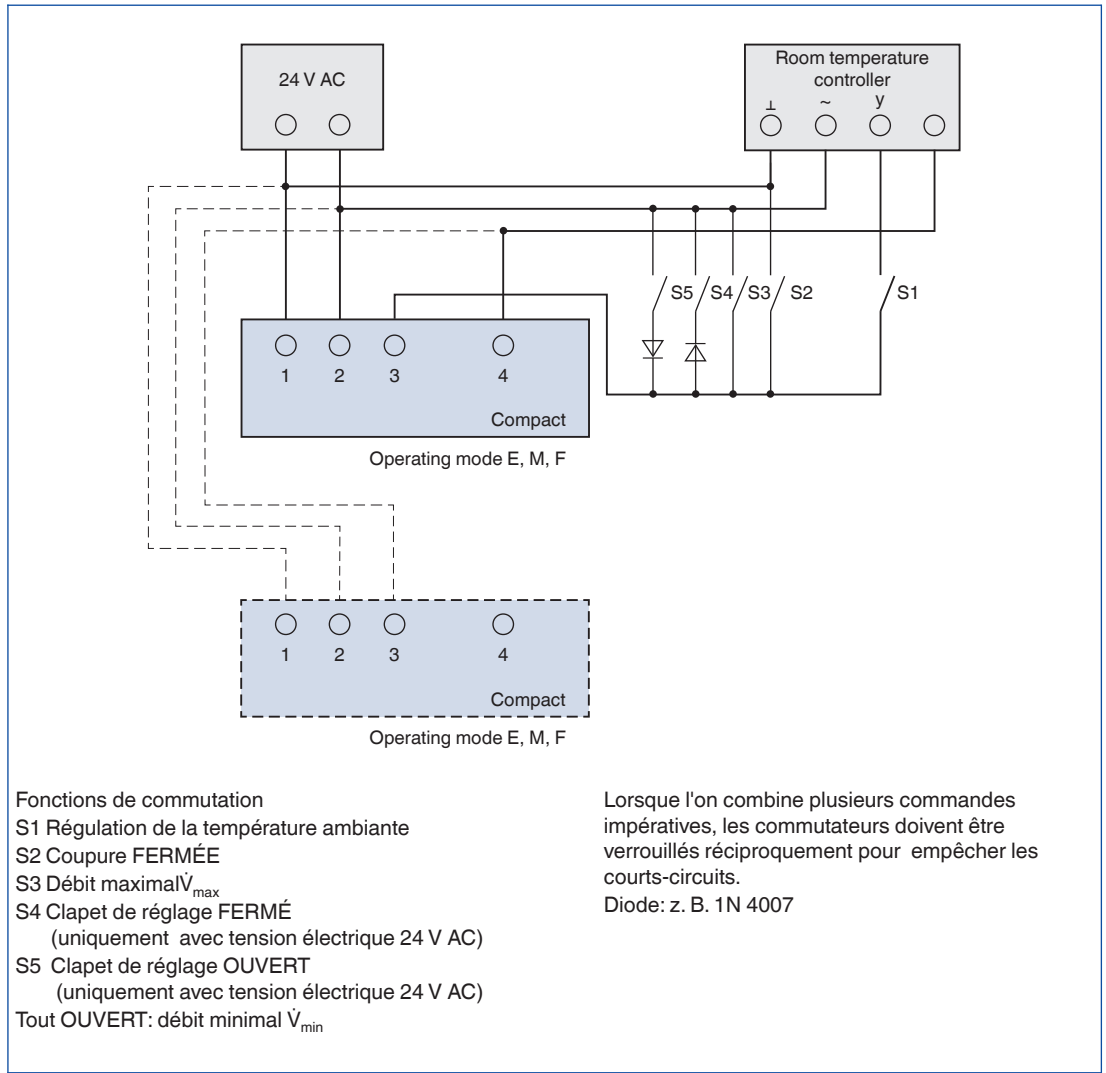 24 V AC
Room temperature
controller
⊥ ~ y
S5 S4 S3 S2 S1
1 2 3 4
Compact
Operating mode E, M, F
1 2 3 4
Compact
Operating mode E, M, F
Fonctions de commutation
S1 Régulation de la température ambiante
S2 Coupure FERMÉE
S3 Débit maximalV̇max
S4 Clapet de réglage FERMÉ
(uniquement avec tension électrique 24 V AC)
S5 Clapet de réglage OUVERT
(uniquement avec tension électrique 24 V AC)
Tout OUVERT: débit minimal V̇min
Lorsque l'on combine plusieurs commandes
impératives, les commutateurs doivent être
verrouillés réciproquement pour empêcher les
courts-circuits.
Diode: z. B. 1N 4007